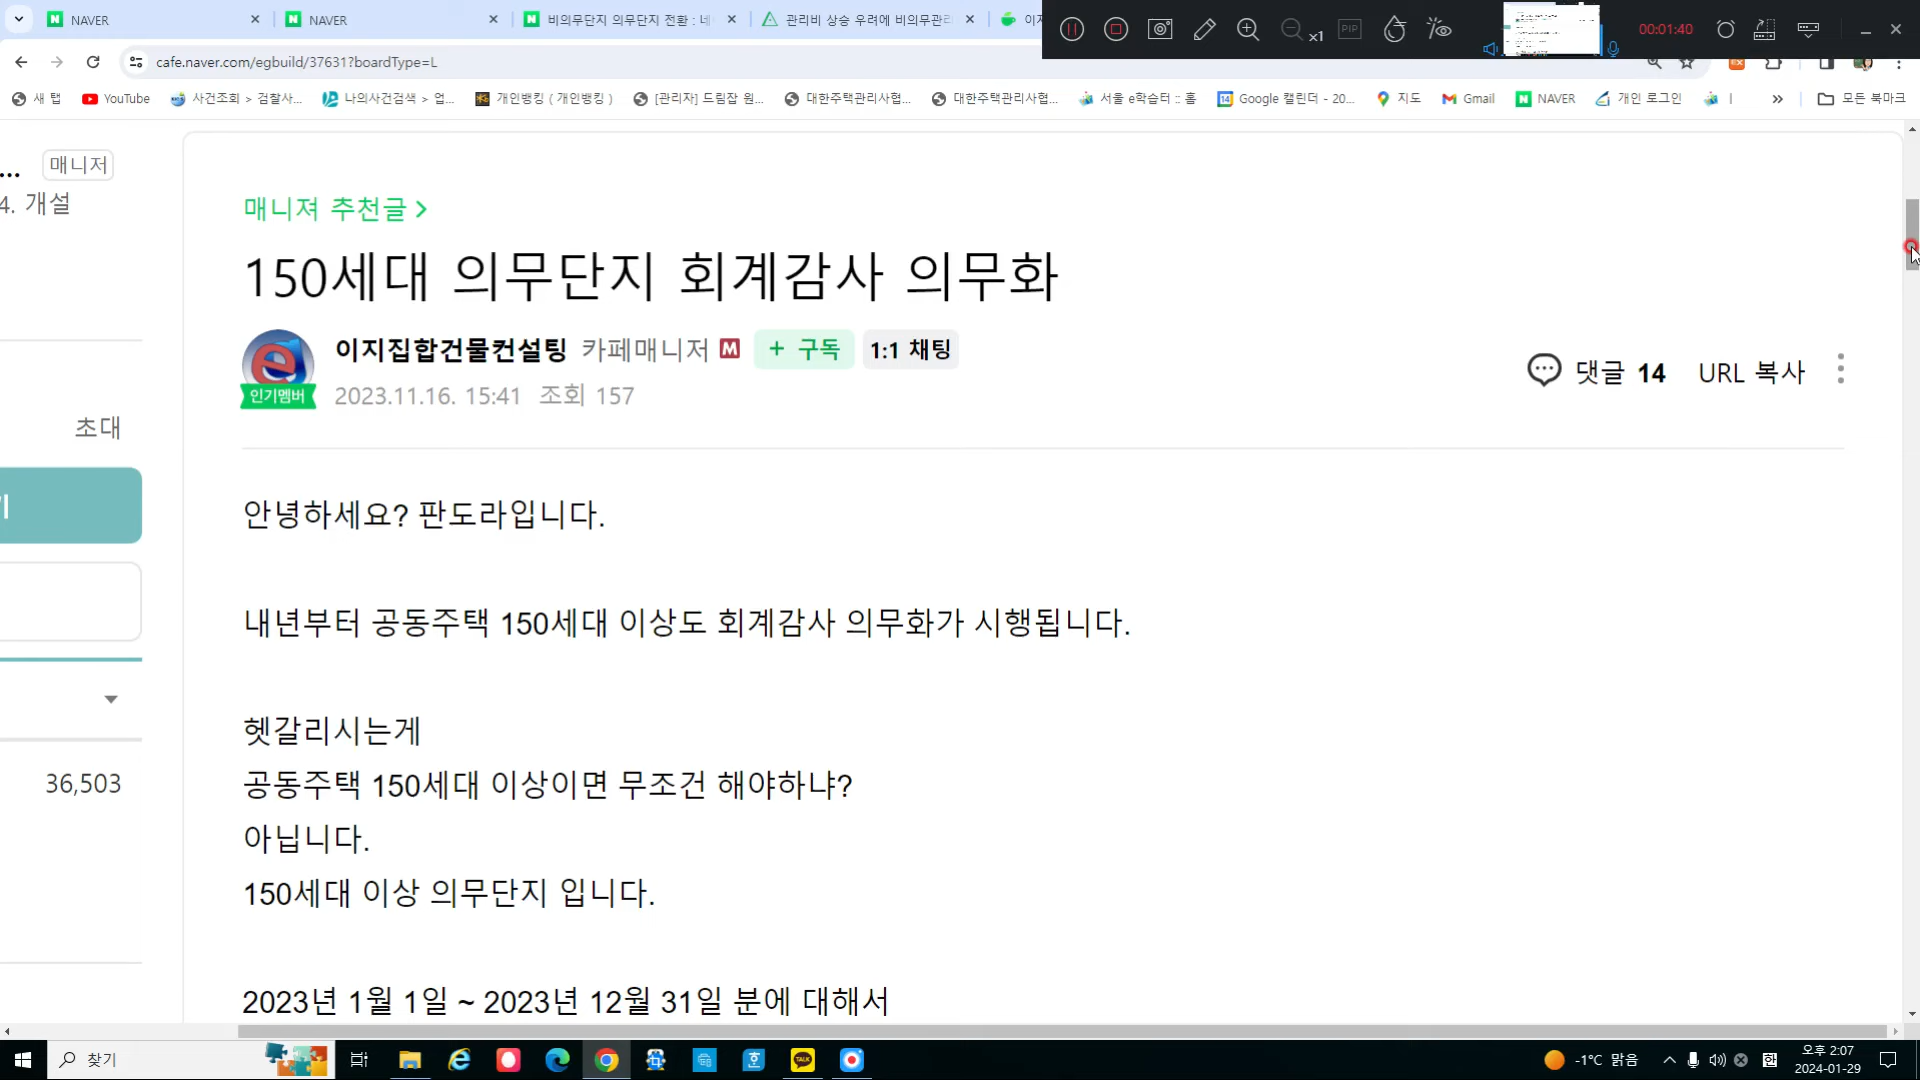 NAVER
NAVER
비의무단지 의무단지 전환 : 네
관리비 상승 우려에 비의무관리
이지
x1
PIP
00:01:40
cafe.naver.com/egbuild/37631?boardType=L
새 탭
YouTube
사건조회 > 검찰사...
나의사건검색 > 업...
개인뱅킹 ( 개인뱅킹 )
[관리자] 드림잡 원...
대한주택관리사협...
대한주택관리사협...
서울 e학습터 :: 홈
Google 캘린더 - 20...
지도
Gmail
NAVER
개인 로그인
모든 북마크
... 매니저
4. 개설
초대
36,503
매니져 추천글 >
150세대 의무단지 회계감사 의무화
이지집합건물컨설팅 카페매니저 M + 구독 1:1 채팅
인기멤버
2023.11.16. 15:41 조회 157
댓글 14 URL 복사
안녕하세요? 판도라입니다.
내년부터 공동주택 150세대 이상도 회계감사 의무화가 시행됩니다.
헷갈리시는게
공동주택 150세대 이상이면 무조건 해야하냐?
아닙니다.
150세대 이상 의무단지 입니다.
2023년 1월 1일 ~ 2023년 12월 31일 분에 대해서
찾기
TALK
-1°C 맑음
한
오후 2:07
2024-01-29